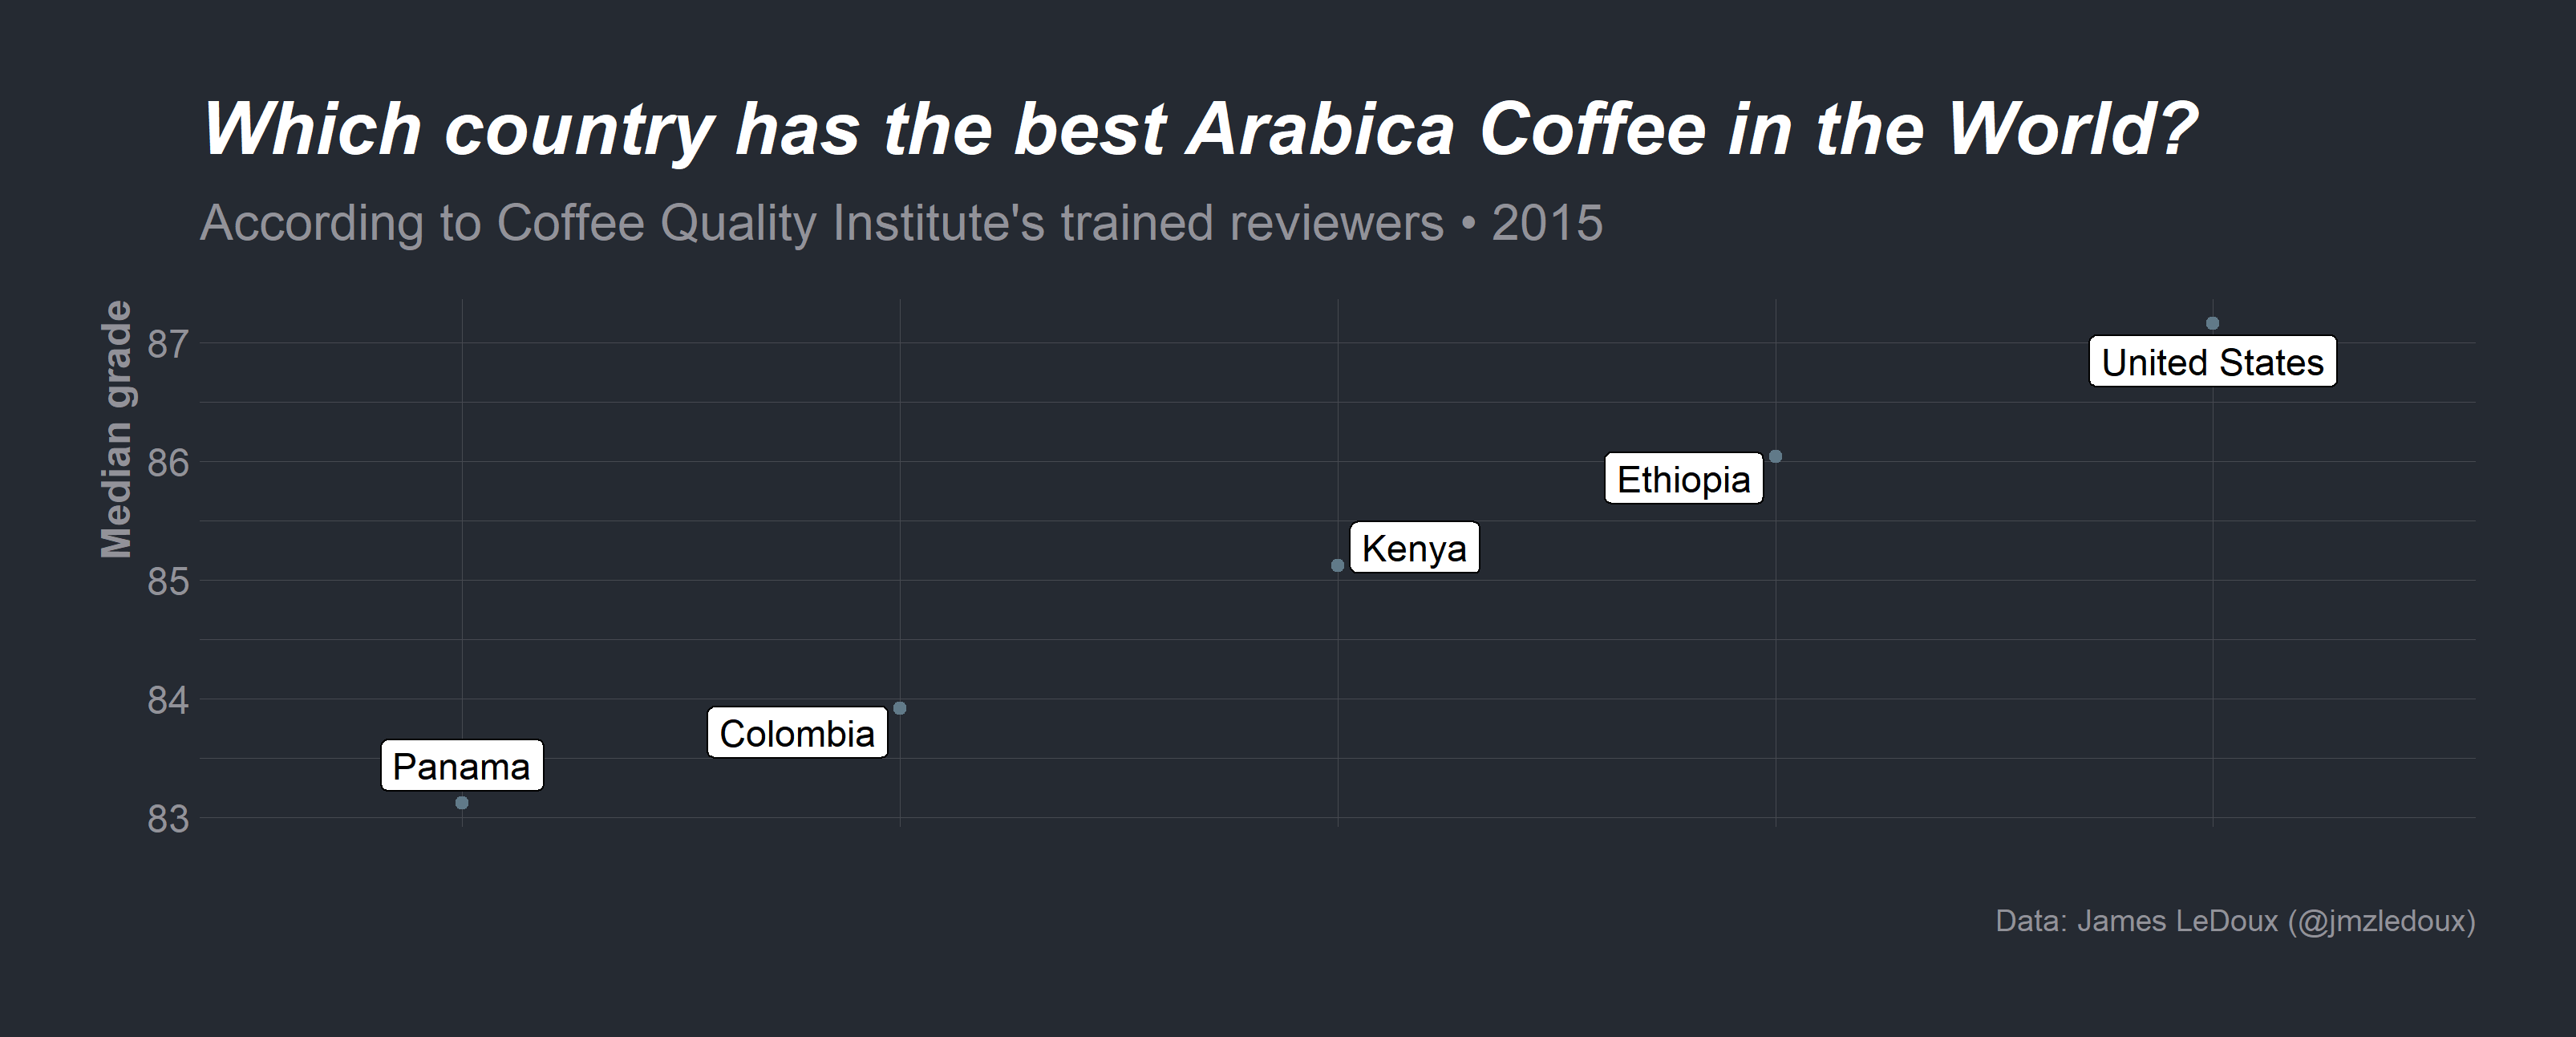 Which country has the best Arabica Coffee in the World?
According to Coffee Quality Institute's trained reviewers • 2015
Median grade
87
86
85
84
83
United States
Ethiopia
Kenya
Colombia
Panama
Data: James LeDoux (@jmzledoux)